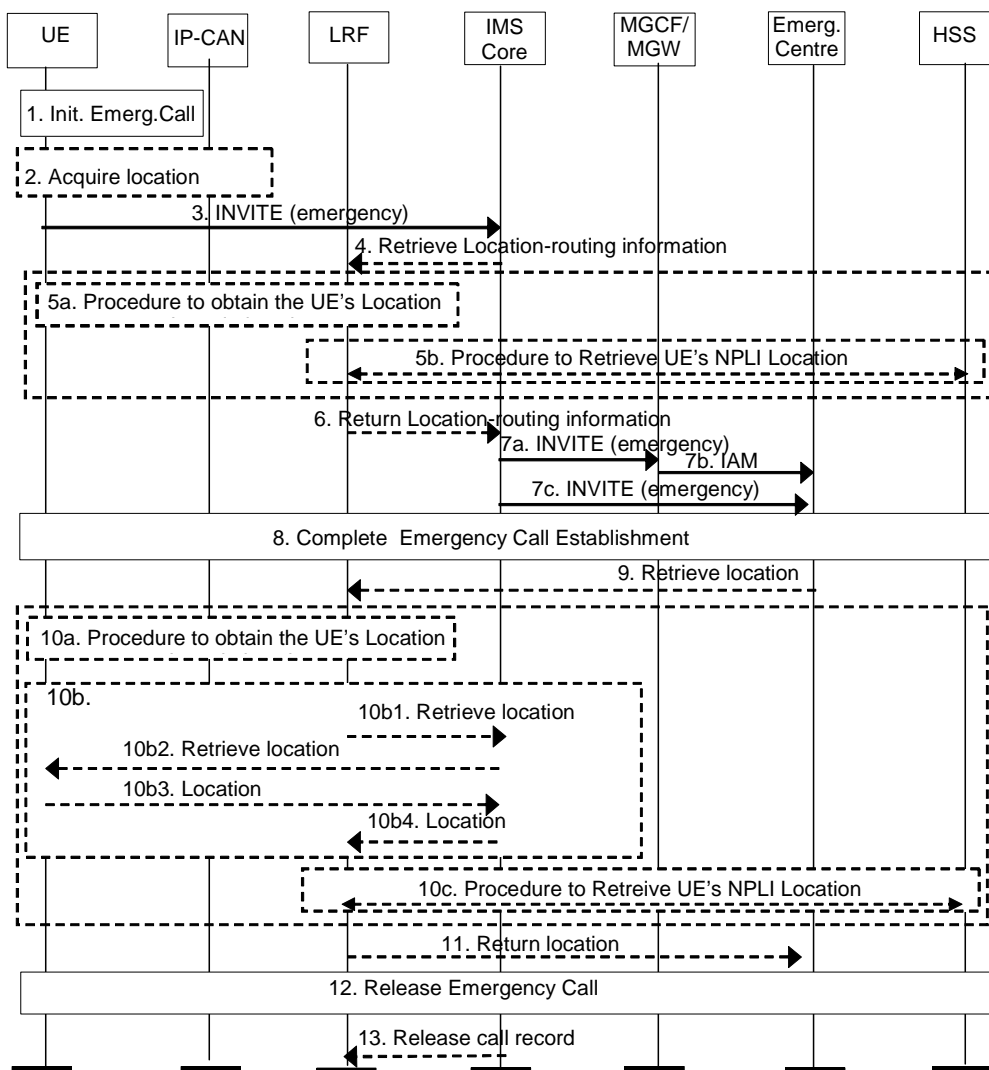 UE
IP-CAN
LRF
IMS
Core
MGCF/
MGW
Emerg.
Centre
HSS
1. Init. Emerg.Call
2. Acquire location
3. INVITE (emergency)
4. Retrieve Location-routing information
5a. Procedure to obtain the UE's Location
5b. Procedure to Retrieve UE's NPLI Location
6. Return Location-routing information
7a. INVITE (emergency)
7b. IAM
7c. INVITE (emergency)
8. Complete Emergency Call Establishment
9. Retrieve location
10a. Procedure to obtain the UE's Location
10b.
10b1. Retrieve location
10b2. Retrieve location
10b3. Location
10b4. Location
10c. Procedure to Retreive UE's NPLI Location
11. Return location
12. Release Emergency Call
13. Release call record